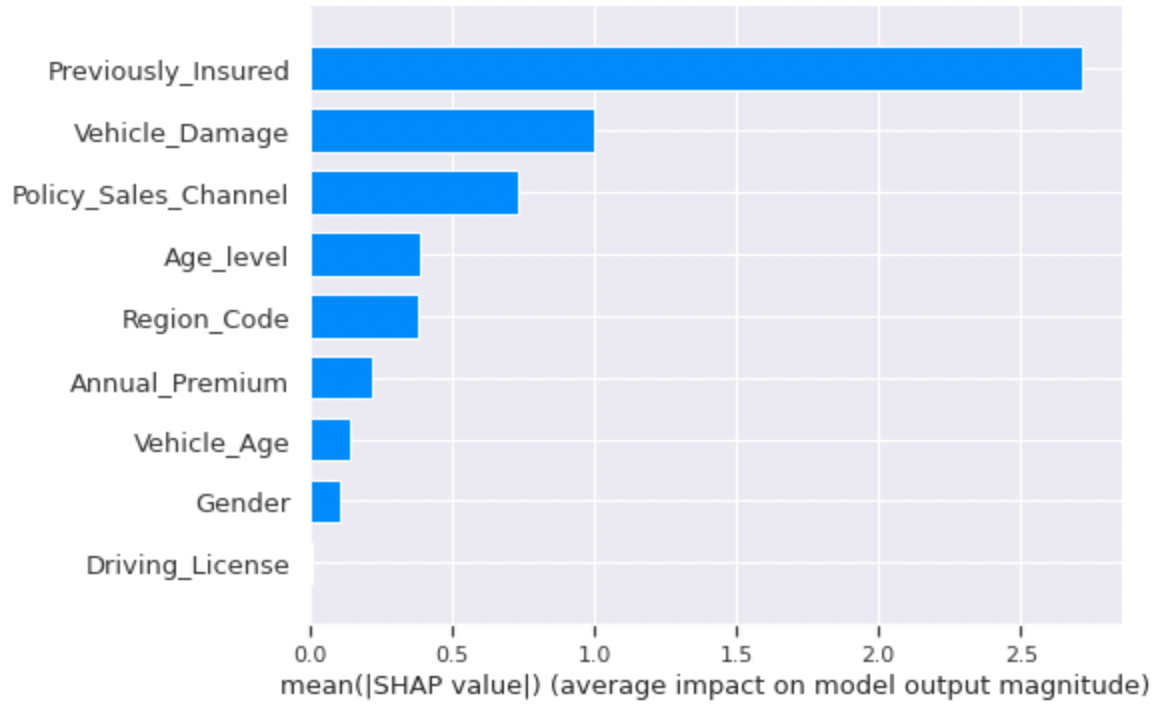 Previously_Insured
Vehicle_Damage
Policy_Sales_Channel
Age_level
Region_Code
Annual_Premium
Vehicle_Age
Gender
Driving_License
0.0 0.5 1.0 1.5 2.0 2.5
mean(|SHAP value|) (average impact on model output magnitude)